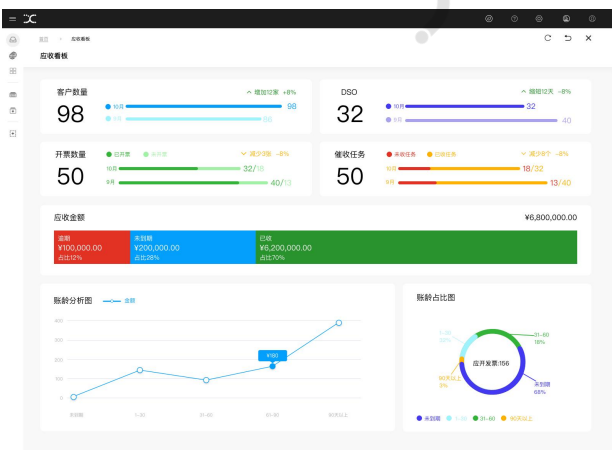 首页 · 应收看板
应收看板
客户数量
增加12家 +8%
98
10月
98
9月
DSO
缩短12天 -8%
32
10月
32
9月
40
开票数量
已开票
未开票
减少3张 -8%
50
10月
32/18
9月
40/13
催收任务
未收任务
已收任务
减少8个 -8%
50
10月
18/32
9月
13/40
应收金额
¥6,800,000.00
逾期
¥100,000.00
占比12%
未到期
¥200,000.00
占比28%
已收
¥6,200,000.00
占比70%
账龄分析图
金额
400
300
200
100
0
¥180
未到期
1-30
31-60
61-90
90天以上
账龄占比图
31-60
18%
应开发票:156
90天以上
未到期
68%
未到期
1-30
31-60
90天以上